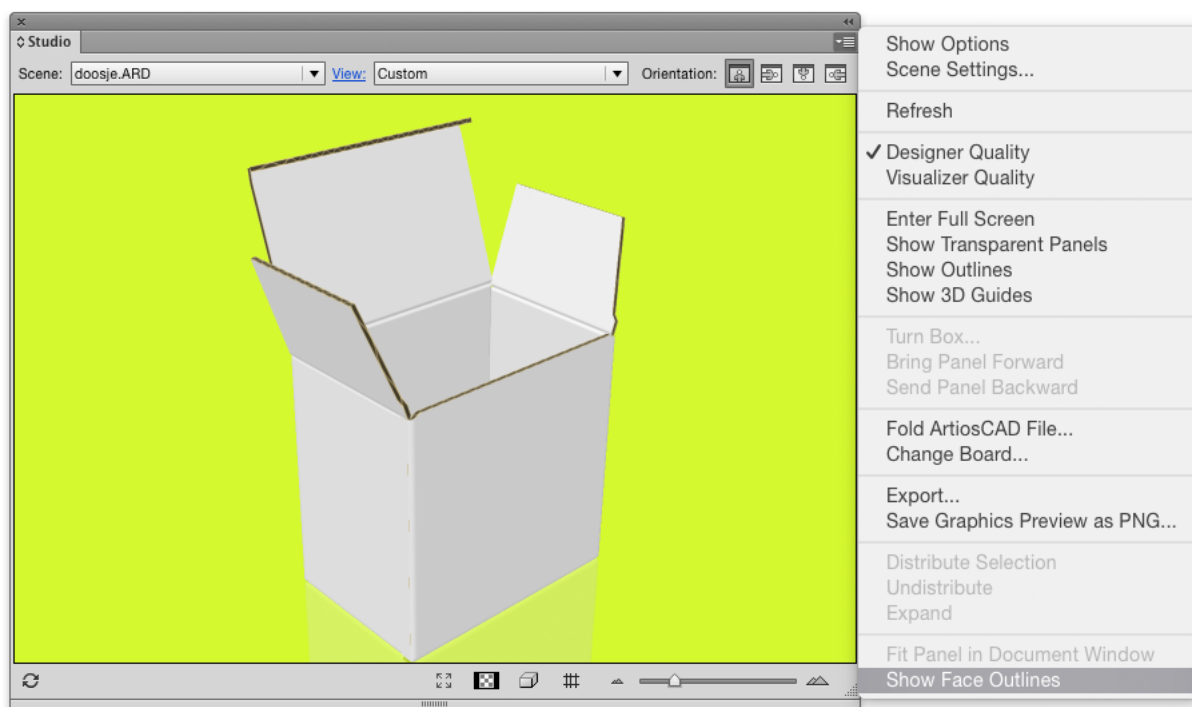 Studio
Scene: doosje.ARD View: Custom Orientation:
Show Options
Scene Settings...
Refresh
Designer Quality
Visualizer Quality
Enter Full Screen
Show Transparent Panels
Show Outlines
Show 3D Guides
Turn Box...
Bring Panel Forward
Send Panel Backward
Fold ArtiosCAD File...
Change Board...
Export...
Save Graphics Preview as PNG...
Distribute Selection
Undistribute
Expand
Fit Panel in Document Window
Show Face Outlines